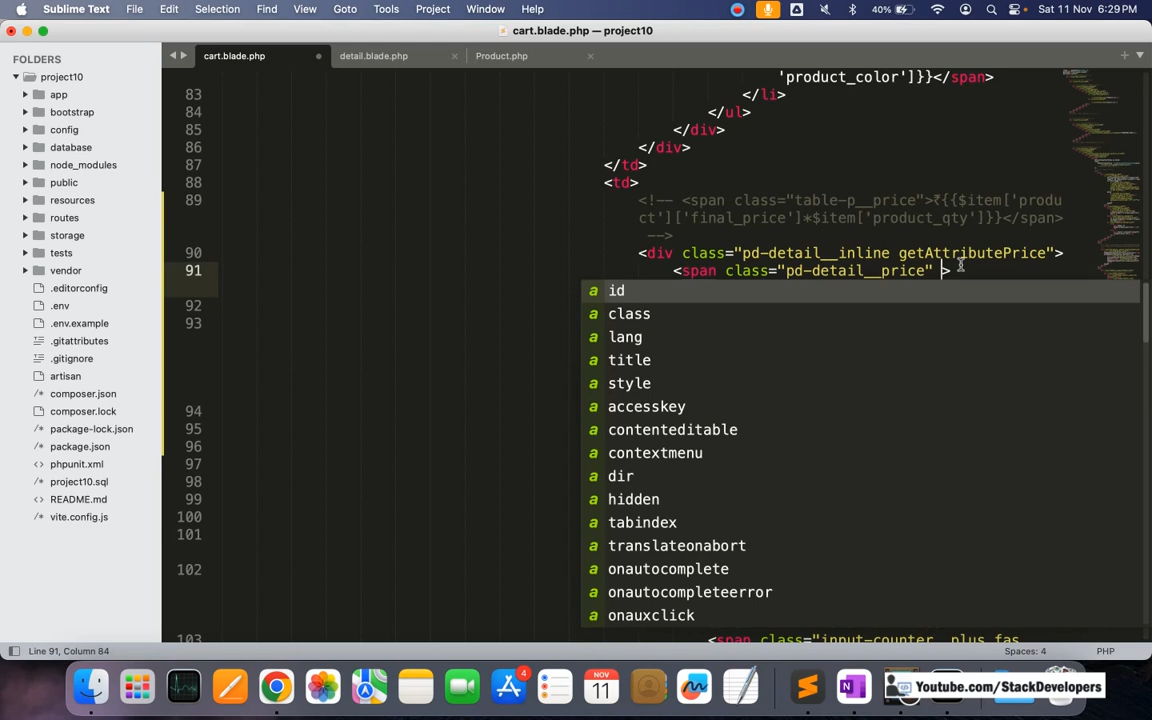 Sublime Text File Edit Selection Find View Goto Tools Project Window Help 40% Sat 11 Nov 6:29 PM
cart.blade.php — project10
FOLDERS
project10
app
bootstrap
config
database
node_modules
public
resources
routes
storage
tests
vendor
.editorconfig
.env
.env.example
.gitattributes
.gitignore
artisan
composer.json
composer.lock
package-lock.json
package.json
phpunit.xml
project10.sql
README.md
vite.config.js
cart.blade.php detail.blade.php Product.php
'product_color']}}</span>
83 </li>
84 </ul>
85 </div>
86 </div>
87 </td>
88 <td>
89 <!-- <span class="table-p__price">₹{{$item['produ
ct']['final_price']*$item['product_qty']}}</span>
-->
90 <div class="pd-detail__inline getAttributePrice">
91 <span class="pd-detail__price" >
92
93
94
95
96
97
98
99
100
101
102
103 <span class="input-counter__plus fas
a id
a class
a lang
a title
a style
a accesskey
a contenteditable
a contextmenu
a dir
a hidden
a tabindex
a translateonabort
a onautocomplete
a onautocompleteerror
a onauxclick
Line 91, Column 84 Spaces: 4 PHP
4
NOV
11
Youtube.com/StackDevelopers